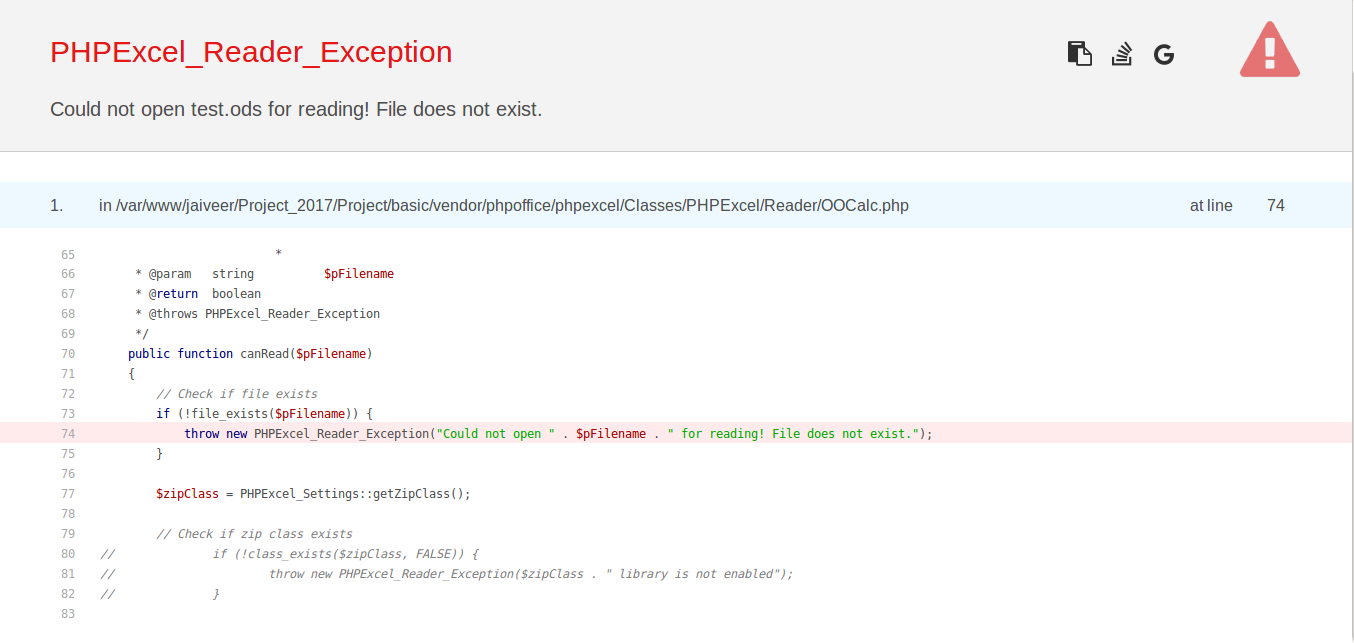 PHPExcel_Reader_Exception
Could not open test.ods for reading! File does not exist.
1. in /var/www/jaiveer/Project_2017/Project/basic/vendor/phpoffice/phpexcel/Classes/PHPExcel/Reader/OOCalc.php at line 74
65                          *
66      * @param   string          $pFilename
67      * @return  boolean
68      * @throws PHPExcel_Reader_Exception
69      */
70     public function canRead($pFilename)
71     {
72         // Check if file exists
73         if (!file_exists($pFilename)) {
74             throw new PHPExcel_Reader_Exception("Could not open " . $pFilename . " for reading! File does not exist.");
75         }
76
77         $zipClass = PHPExcel_Settings::getZipClass();
78
79         // Check if zip class exists
80 //              if (!class_exists($zipClass, FALSE)) {
81 //                      throw new PHPExcel_Reader_Exception($zipClass . " library is not enabled");
82 //              }
83